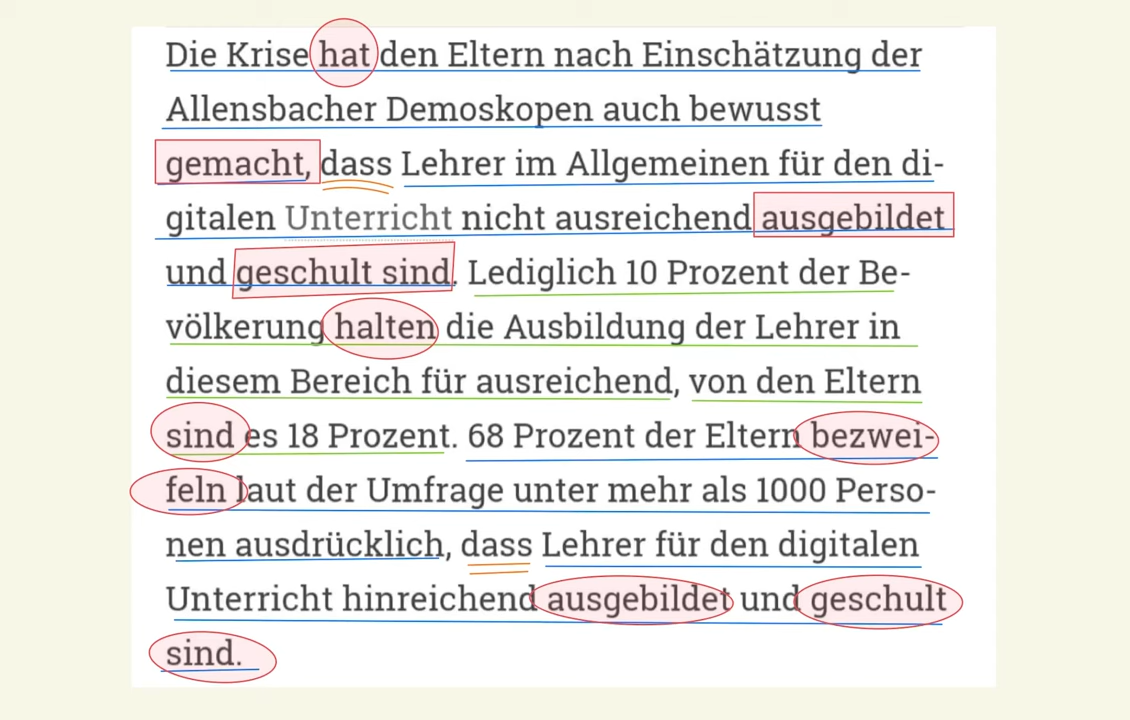 Die Krise hat den Eltern nach Einschätzung der
Allensbacher Demoskopen auch bewusst
gemacht, dass Lehrer im Allgemeinen für den di-
gitalen Unterricht nicht ausreichend ausgebildet
und geschult sind. Lediglich 10 Prozent der Be-
völkerung halten die Ausbildung der Lehrer in
diesem Bereich für ausreichend, von den Eltern
sind es 18 Prozent. 68 Prozent der Eltern bezwei-
feln laut der Umfrage unter mehr als 1000 Perso-
nen ausdrücklich, dass Lehrer für den digitalen
Unterricht hinreichend ausgebildet und geschult
sind.